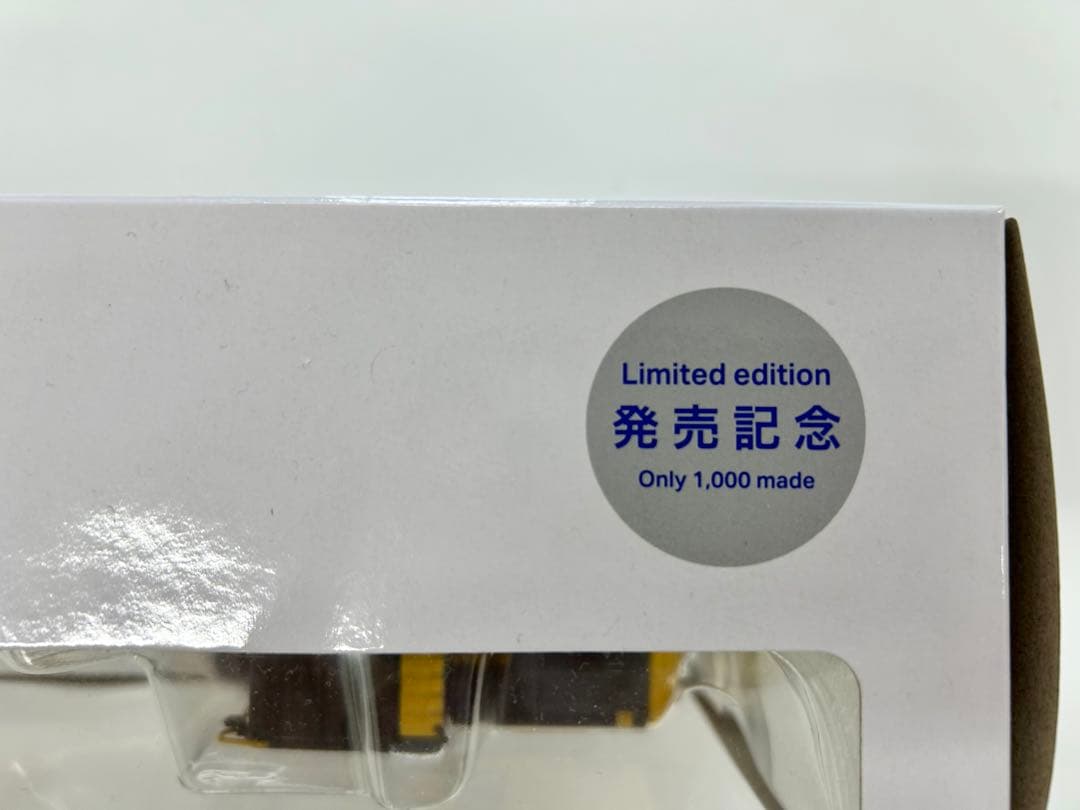 Limited edition
発売記念
Only 1,000 made